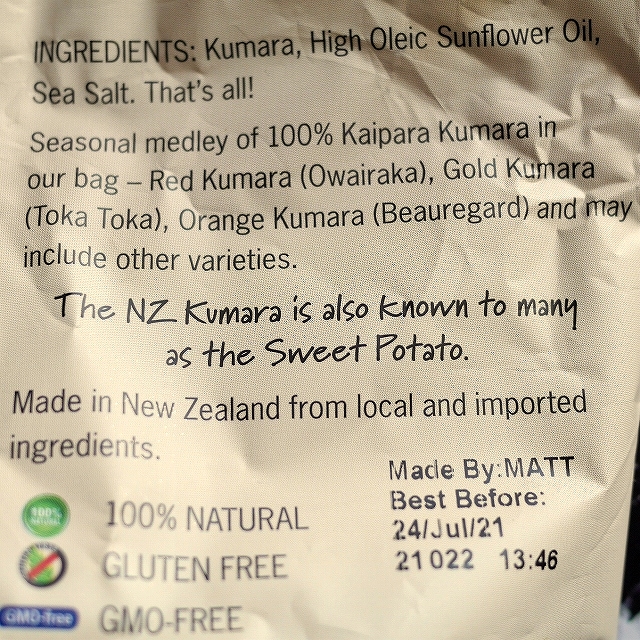 INGREDIENTS: Kumara, High Oleic Sunflower Oil,
Sea Salt. That's all!
Seasonal medley of 100% Kaipara Kumara in
our bag – Red Kumara (Owairaka), Gold Kumara
(Toka Toka), Orange Kumara (Beauregard) and may
include other varieties.
The NZ Kumara is also known to many
as the Sweet Potato.
Made in New Zealand from local and imported
ingredients.
Made By:MATT
Best Before:
24/Jul/21
21022 13:46
100% NATURAL
100% NATURAL
GLUTEN FREE
GMO-free GMO-FREE